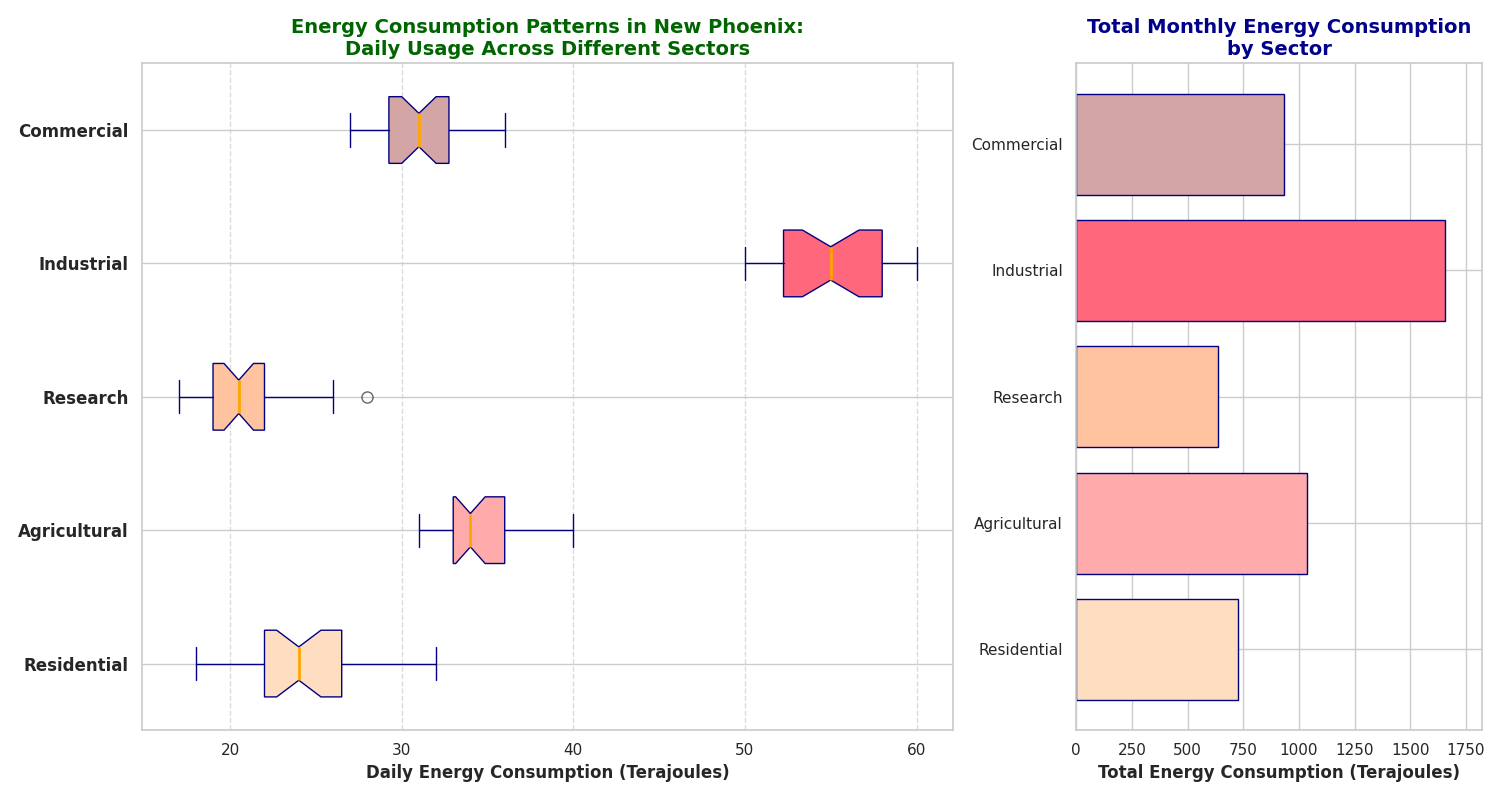 Energy Consumption Patterns in New Phoenix:
Daily Usage Across Different Sectors
Commercial
Industrial
Research
Agricultural
Residential
20 30 40 50 60
Daily Energy Consumption (Terajoules)
Total Monthly Energy Consumption
by Sector
Commercial
Industrial
Research
Agricultural
Residential
0 250 500 750 1000 1250 1500 1750
Total Energy Consumption (Terajoules)